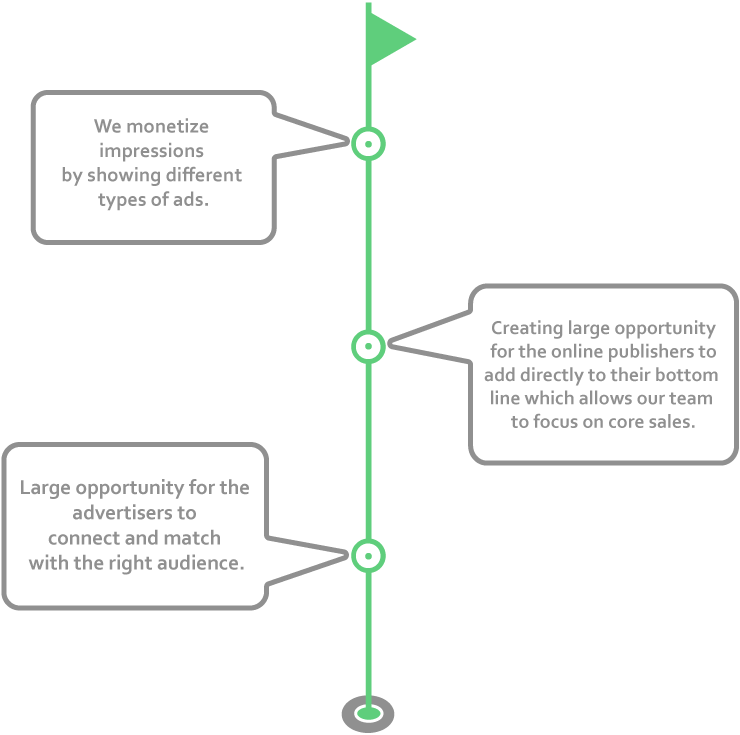 We monetize
impressions
by showing different
types of ads.
Creating large opportunity
for the online publishers to
add directly to their bottom
line which allows our team
to focus on core sales.
Large opportunity for the
advertisers to
connect and match
with the right audience.